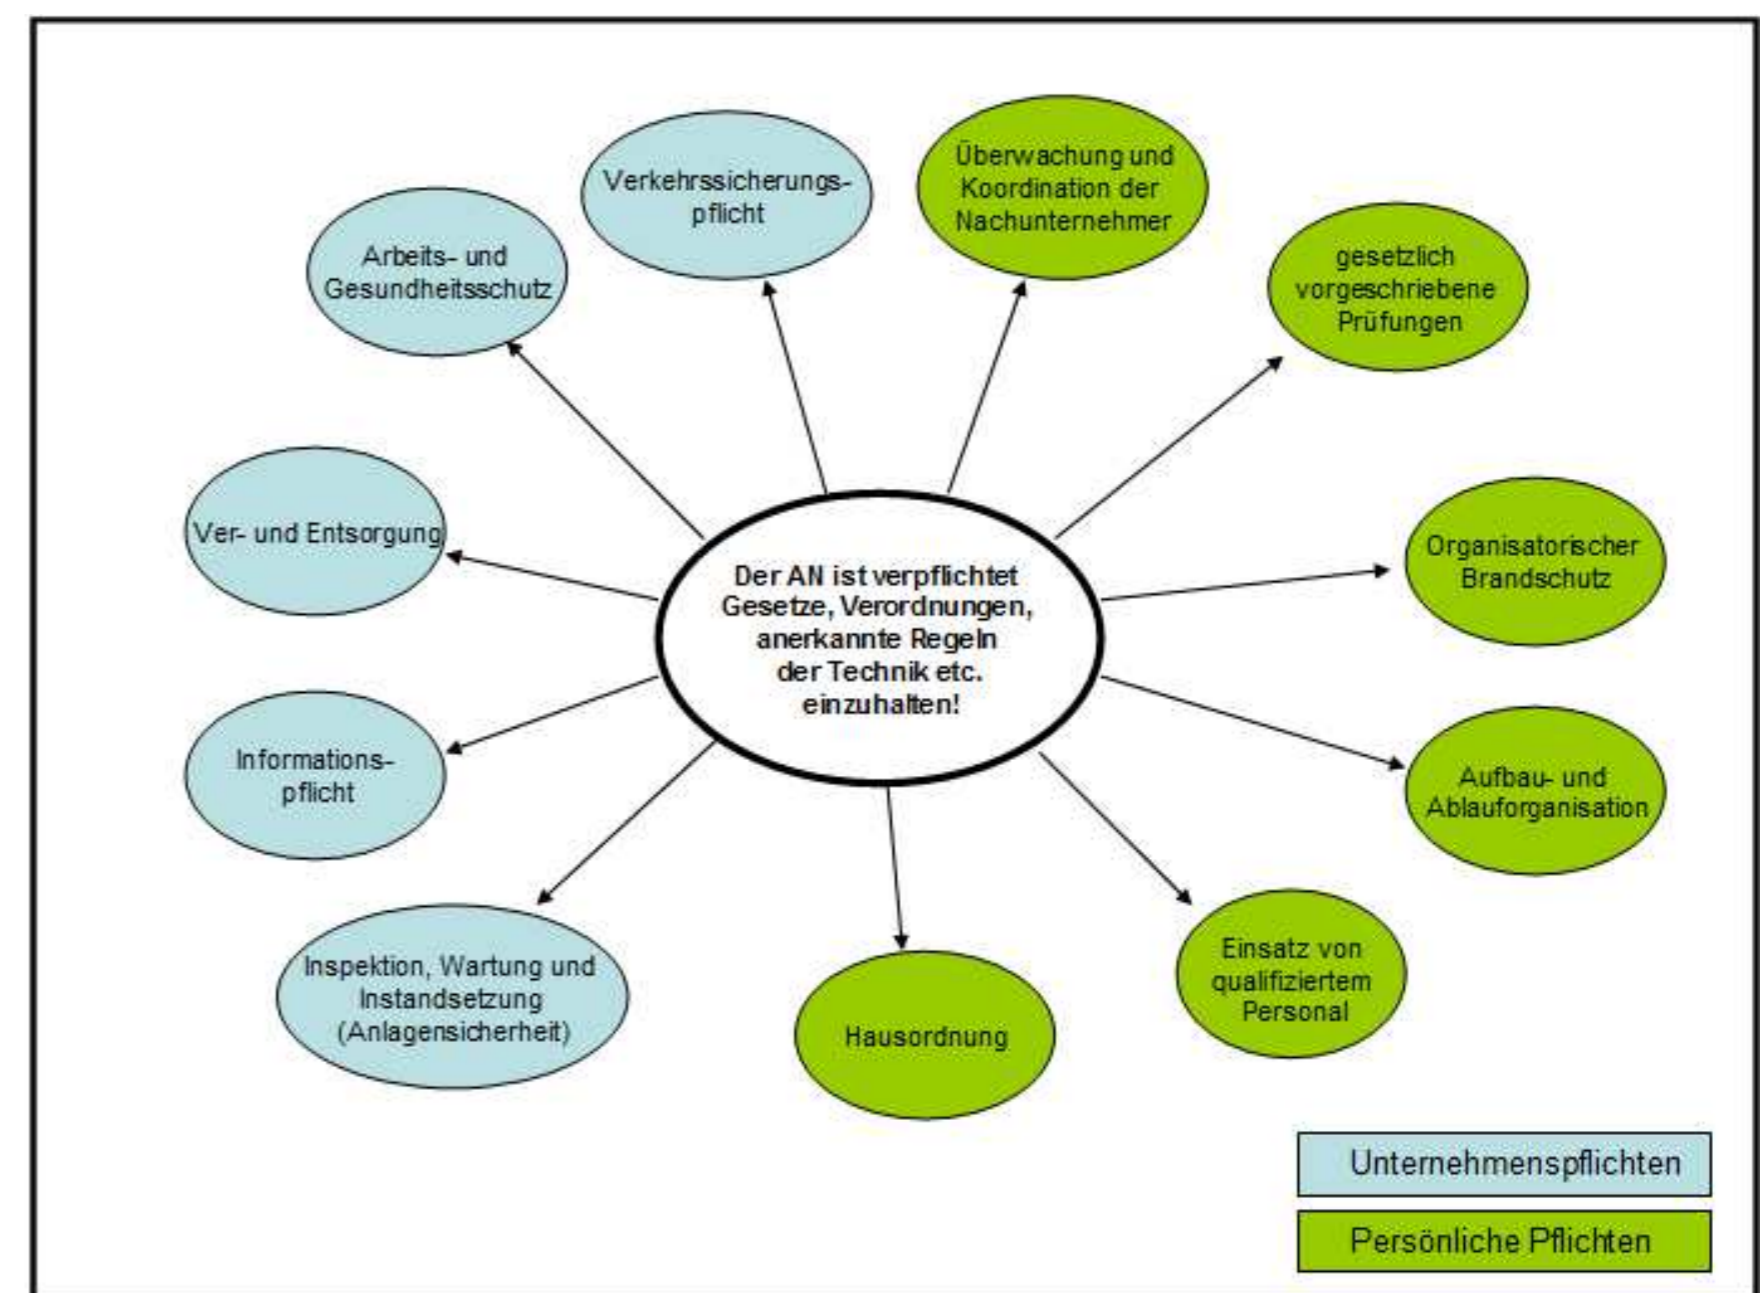 Verkehrssicherungs-
pflicht
Überwachung und
Koordination der
Nachunternehmer
Arbeits- und
Gesundheitsschutz
gesetzlich
vorgeschriebene
Prüfungen
Ver- und Entsorgung
Organisatorischer
Brandschutz
Der AN ist verpflichtet
Gesetze, Verordnungen,
anerkannte Regeln
der Technik etc.
einzuhalten!
Informations-
pflicht
Aufbau- und
Ablauforganisation
Inspektion, Wartung und
Instandsetzung
(Anlagensicherheit)
Hausordnung
Einsatz von
qualifiziertem
Personal
Unternehmenspflichten
Persönliche Pflichten